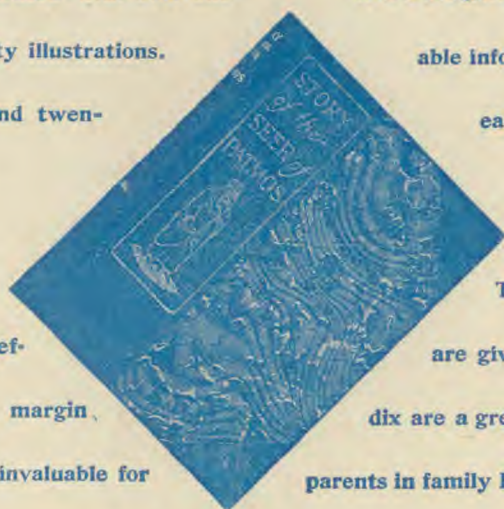 ty illustrations.
nd twen-
ef-
margin
invaluable for
STORY
of the
SEER of
PATMOS
able info
ea
T
are giv
dix are a gre
parents in family